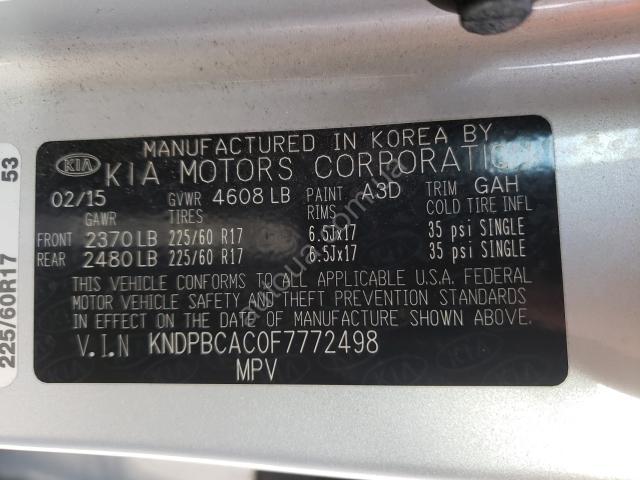 MANUFACTURED IN KOREA BY
KIA KIA MOTORS CORPORATION
02/15 GVWR 4608 LB PAINT A3D TRIM GAH
GAWR TIRES RIMS COLD TIRE INFL
FRONT 2370 LB 225/60 R17 6.5Jx17 35 psi SINGLE
REAR 2480 LB 225/60 R17 6.5Jx17 35 psi SINGLE
THIS VEHICLE CONFORMS TO ALL APPLICABLE U.S.A. FEDERAL
MOTOR VEHICLE SAFETY AND THEFT PREVENTION STANDARDS
IN EFFECT ON THE DATE OF MANUFACTURE SHOWN ABOVE.
V.I.N KNDPBCAC0F7772498
MPV
225/60R17 53